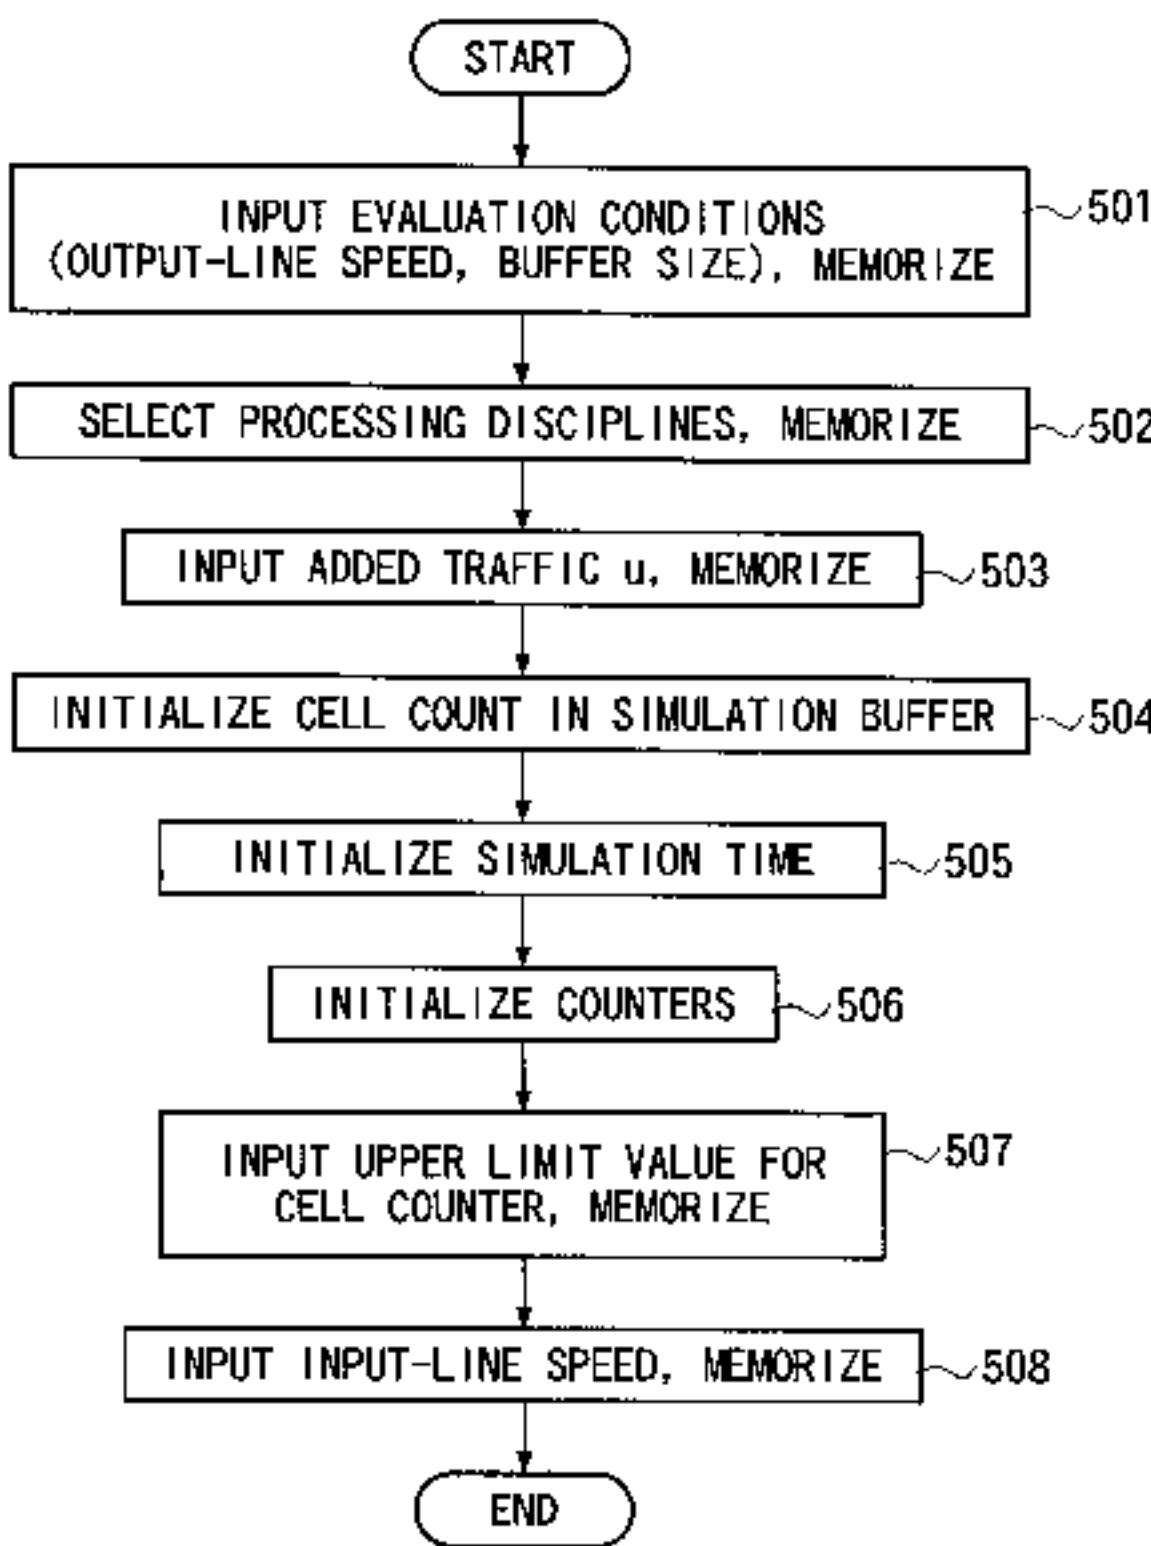 START
INPUT EVALUATION CONDITIONS
(OUTPUT-LINE SPEED, BUFFER SIZE), MEMORIZE
501
SELECT PROCESSING DISCIPLINES, MEMORIZE
502
INPUT ADDED TRAFFIC u, MEMORIZE
503
INITIALIZE CELL COUNT IN SIMULATION BUFFER
504
INITIALIZE SIMULATION TIME
505
INITIALIZE COUNTERS
506
INPUT UPPER LIMIT VALUE FOR
CELL COUNTER, MEMORIZE
507
INPUT INPUT-LINE SPEED, MEMORIZE
508
END